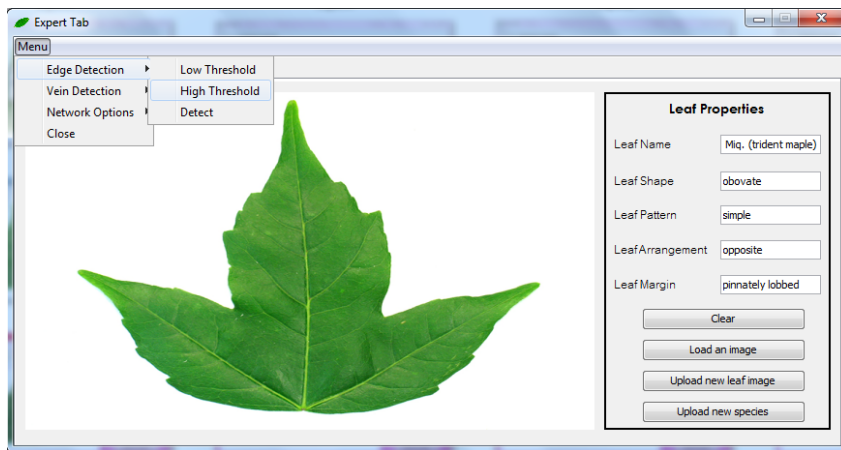 Expert Tab
Menu
Edge Detection
Vein Detection
Network Options
Close
Low Threshold
High Threshold
Detect
Leaf Properties
Leaf Name Miq. (trident maple)
Leaf Shape obovate
Leaf Pattern simple
Leaf Arrangement opposite
Leaf Margin pinnately lobbed
Clear
Load an image
Upload new leaf image
Upload new species